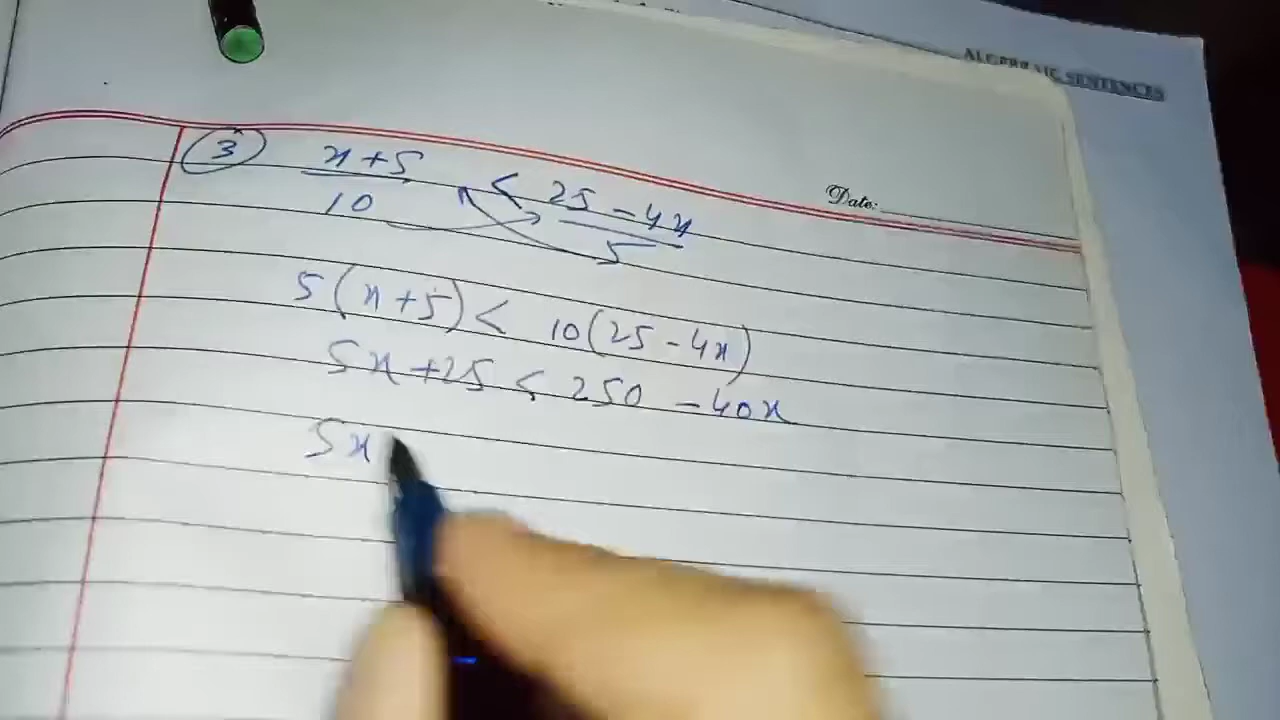 ALGEBRAIC SENTENCES
Date:
3 x+5/10 < 25-4x/5
5(x+5) < 10(25-4x)
5x+25 < 250-40x
5x